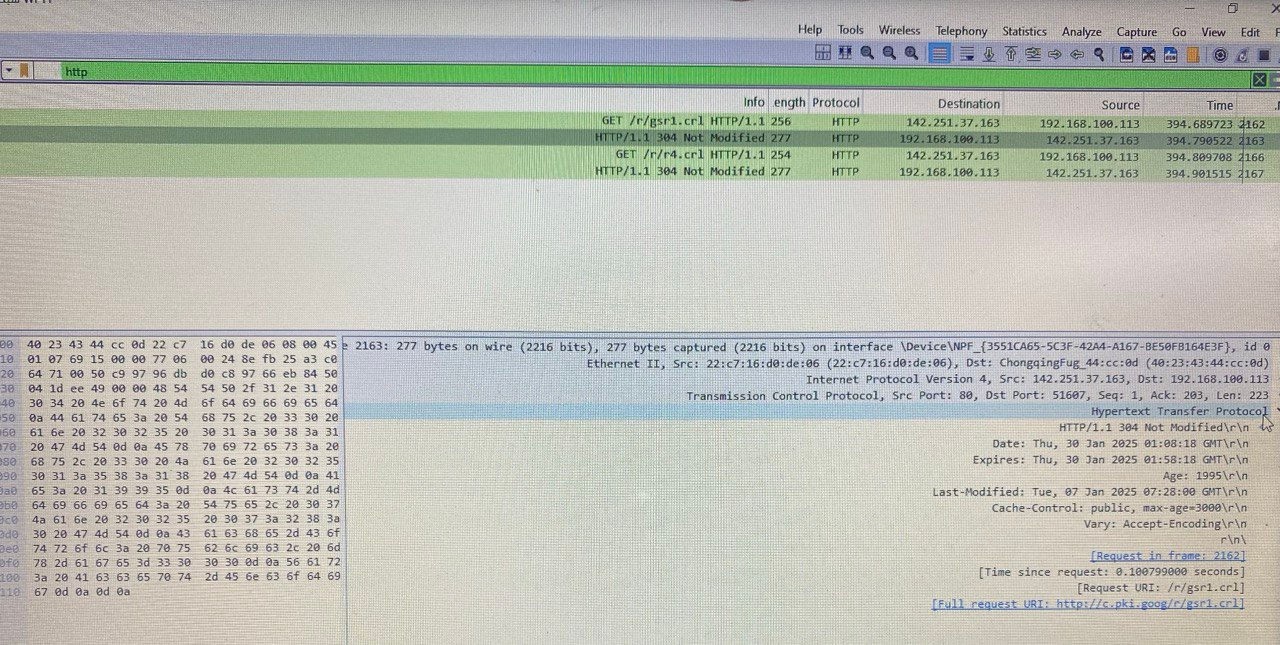 Help Tools Wireless Telephony Statistics Analyze Capture Go View Edit
http
Info ength Protocol Destination Source Time
GET /r/gsr1.crl HTTP/1.1 256 HTTP 142.251.37.163 192.168.100.113 394.689723 2162
HTTP/1.1 304 Not Modified 277 HTTP 192.168.100.113 142.251.37.163 394.790522 2163
GET /r/r4.crl HTTP/1.1 254 HTTP 142.251.37.163 192.168.100.113 394.809708 2166
HTTP/1.1 304 Not Modified 277 HTTP 192.168.100.113 142.251.37.163 394.901515 2167
00 40 23 43 44 cc 0d 22 c7 16 d0 de 06 08 00 45
10 01 07 69 15 00 00 77 06 00 24 8e fb 25 a3 c0
20 64 71 00 50 c9 97 96 db d0 c8 97 6b eb 84 50
30 04 1d ee 49 00 00 48 54 54 50 2f 31 2e 31 20
40 30 34 20 4e 6f 74 20 4d 6f 64 69 66 69 65 64
50 0a 44 61 74 65 3a 20 54 68 75 2c 20 33 30 20
60 61 6e 20 32 30 32 35 20 30 31 3a 30 38 3a 31
70 20 47 4d 54 0d 0a 45 78 70 69 72 65 73 3a 20
80 68 75 2c 20 33 30 20 4a 61 6e 20 32 30 32 35
90 30 31 3a 35 38 3a 31 38 20 47 4d 54 0d 0a 41
a0 65 3a 20 31 39 39 35 0d 0a 4c 61 73 74 2d 4d
b0 64 69 66 69 65 64 3a 20 54 75 65 2c 20 30 37
c0 4a 61 6e 20 32 30 32 35 20 30 37 3a 32 38 3a
d0 30 20 47 4d 54 0d 0a 43 61 63 68 65 2d 43 6f
e0 74 72 6f 6c 3a 20 70 75 62 6c 69 63 2c 20 6d
f0 78 2d 61 67 65 3d 33 30 30 30 0d 0a 56 61 72
100 3a 20 41 63 63 65 70 74 2d 45 6e 63 6f 64 69
110 67 0d 0a 0d 0a
e 2163: 277 bytes on wire (2216 bits), 277 bytes captured (2216 bits) on interface \Device\NPF_{3551CA65-5C3F-42A4-A167-BE50FB164E3F}, id 0
Ethernet II, Src: 22:c7:16:d0:de:06 (22:c7:16:d0:de:06), Dst: ChongqingFug_44:cc:0d (40:23:43:44:cc:0d)
Internet Protocol Version 4, Src: 142.251.37.163, Dst: 192.168.100.113
Transmission Control Protocol, Src Port: 80, Dst Port: 51607, Seq: 1, Ack: 203, Len: 223
Hypertext Transfer Protocol
HTTP/1.1 304 Not Modified\r\n
Date: Thu, 30 Jan 2025 01:08:18 GMT\r\n
Expires: Thu, 30 Jan 2025 01:58:18 GMT\r\n
Age: 1995\r\n
Last-Modified: Tue, 07 Jan 2025 07:28:00 GMT\r\n
Cache-Control: public, max-age=3000\r\n
Vary: Accept-Encoding\r\n
r\n\
[Request in frame: 2162]
[Time since request: 0.100799000 seconds]
[Request URI: /r/gsr1.crl]
[Full request URI: http://c.pki.goog/r/gsr1.crl]